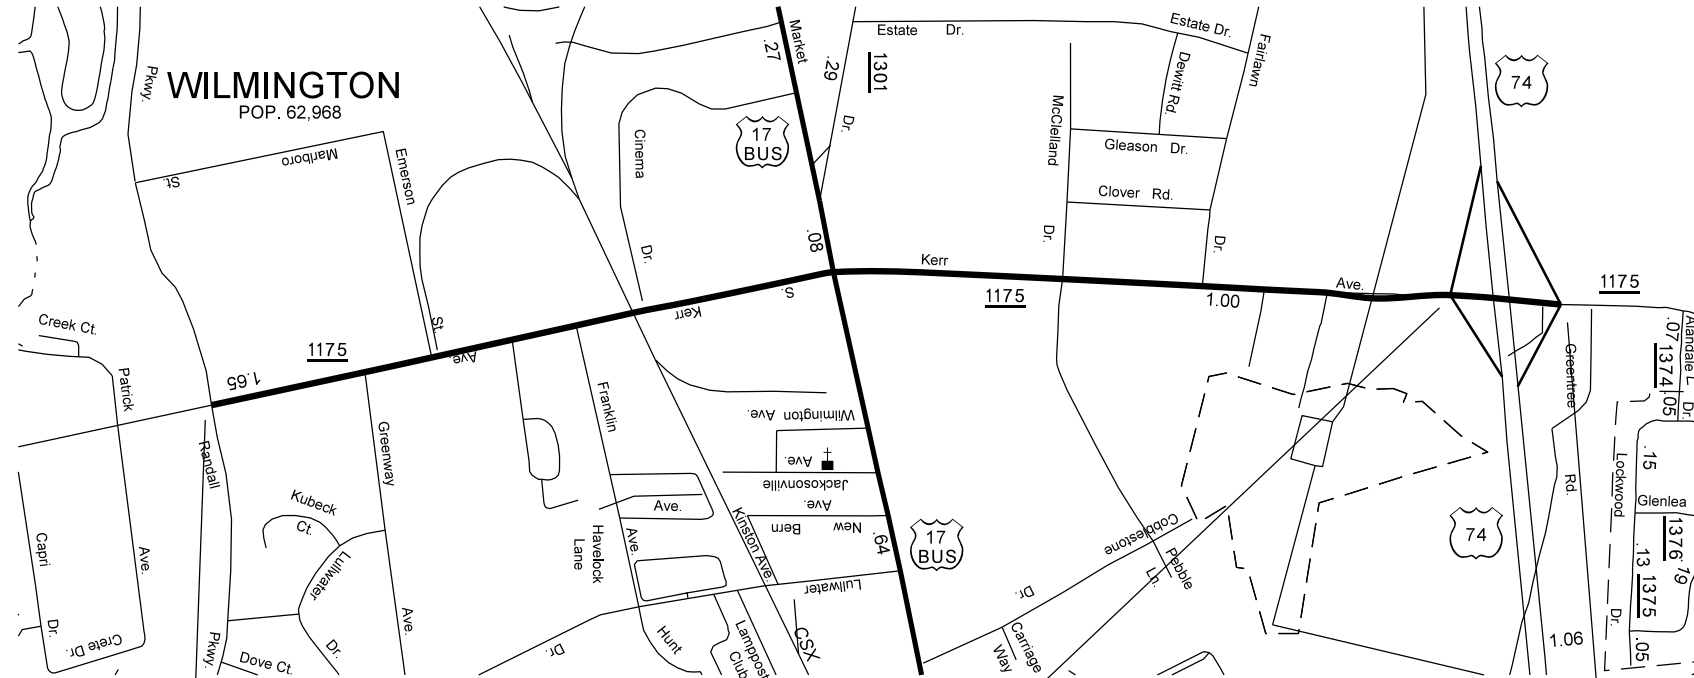 WILMINGTON
POP. 62,968
Pkwy.
Marlboro
St.
Emerson
St.
Cinema
Dr.
.27
Market
.29
1301
Dr.
17
BUS
.08
Estate Dr.
Estate Dr.
Fairlawn
Dr.
Dewitt Rd.
McClelland
Dr.
Gleason Dr.
Clover Rd.
74
Kerr
Ave.
1175
1.00
1175
S.
Kerr
Ave.
1175
1.65
Creek Ct.
Patrick
Ave.
Capri
Dr.
Crete Dr.
Randall
Pkwy.
Greenway
Ave.
Kubeck
Ct.
Lullwater
Dr.
Dove Ct.
Franklin
Ave.
Havelock
Lane
Ave.
Hunt
Kinston Ave.
Lamppost
Club
CSX
Wilmington
Ave.
Ave.
Jacksonville
Ave.
New Bern
Lullwater
Dr.
.64
17
BUS
Cobblestone
Dr.
Pebble
Ln.
Carriage
Way
74
Greentree
Rd.
1.06
Alandale L
Dr.
.07
1374
.05
.15
Lockwood
Dr.
Glenlea
1376
.19
.13
1375
.05